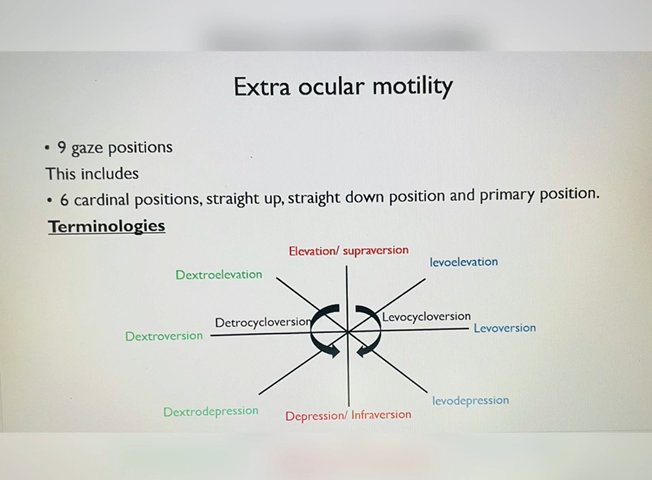 Extra ocular motility
• 9 gaze positions
This includes
• 6 cardinal positions, straight up, straight down position and primary position.
Terminologies
Elevation/ supraversion
levoelevation
Dextroelevation
Detrocycloversion
Levocycloversion
Dextroversion
Levoversion
levodepression
Dextrodepression
Depression/ Infraversion